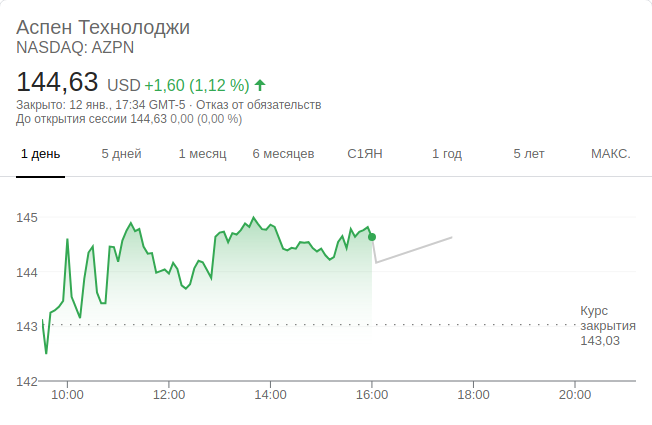 Аспен Технолоджи
NASDAQ: AZPN
144,63 USD +1,60 (1,12 %)
Закрыто: 12 янв., 17:34 GMT-5 · Отказ от обязательств
До открытия сессии 144,63 0,00 (0,00 %)
1 день 5 дней 1 месяц 6 месяцев С1ЯН 1 год 5 лет МАКС.
145
144
Курс
143 закрытия
143,03
142
10:00 12:00 14:00 16:00 18:00 20:00